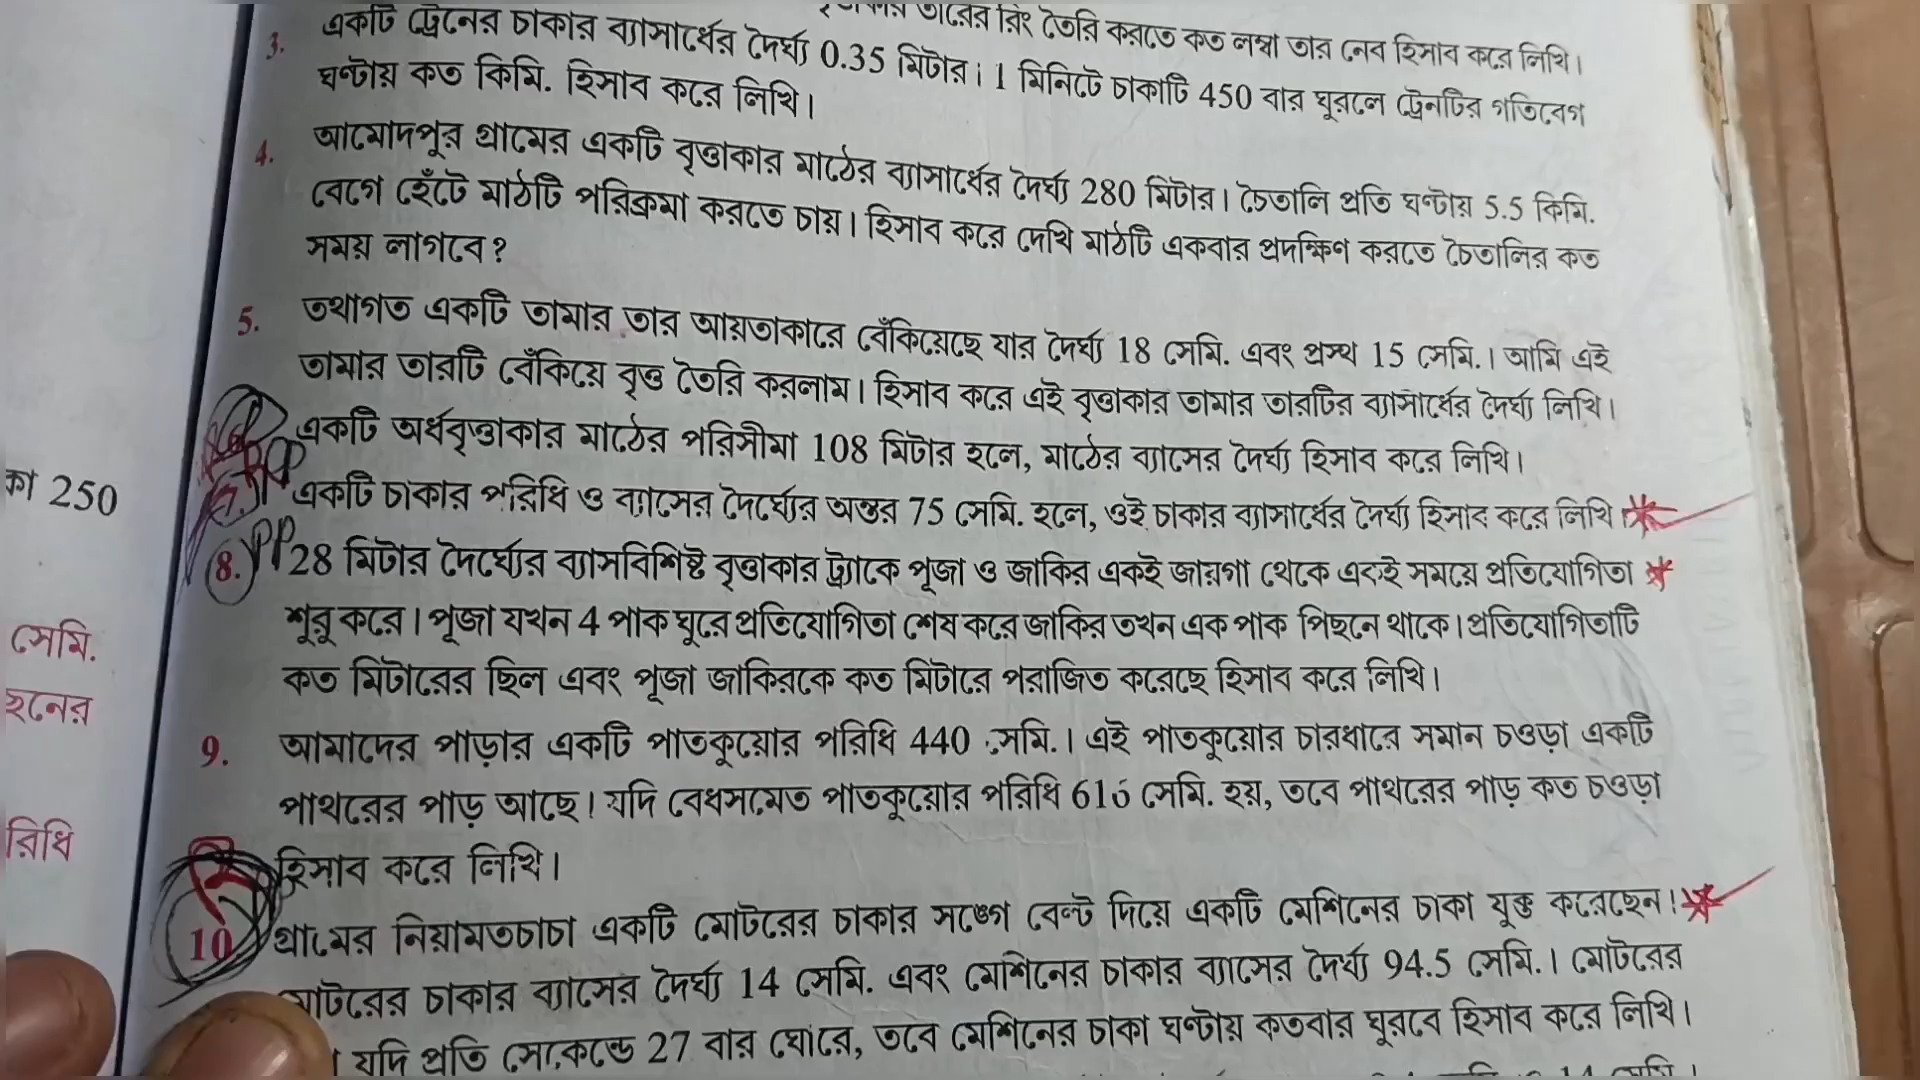 তারের রিং তৈরি করতে কত লম্বা তার নেব হিসাব করে লিখি।
3. একটি ট্রেনের চাকার ব্যাসার্ধের দৈর্ঘ্য 0.35 মিটার। 1 মিনিটে চাকাটি 450 বার ঘুরলে ট্রেনটির গতিবেগ
ঘণ্টায় কত কিমি. হিসাব করে লিখি।
4. আমোদপুর গ্রামের একটি বৃত্তাকার মাঠের ব্যাসার্ধের দৈর্ঘ্য 280 মিটার। চৈতালি প্রতি ঘণ্টায় 5.5 কিমি.
বেগে হেঁটে মাঠটি পরিক্রমা করতে চায়। হিসাব করে দেখি মাঠটি একবার প্রদক্ষিণ করতে চৈতালির কত
সময় লাগবে?
5. তথাগত একটি তামার তার আয়তাকারে বেঁকিয়েছে যার দৈর্ঘ্য 18 সেমি. এবং প্রস্থ 15 সেমি.। আমি এই
তামার তারটি বেঁকিয়ে বৃত্ত তৈরি করলাম। হিসাব করে এই বৃত্তাকার তামার তারটির ব্যাসার্ধের দৈর্ঘ্য লিখি।
একটি অর্ধবৃত্তাকার মাঠের পরিসীমা 108 মিটার হলে, মাঠের ব্যাসের দৈর্ঘ্য হিসাব করে লিখি।
7. একটি চাকার পরিধি ও ব্যাসের দৈর্ঘ্যের অন্তর 75 সেমি. হলে, ওই চাকার ব্যাসার্ধের দৈর্ঘ্য হিসাব করে লিখি।
8. PP 28 মিটার দৈর্ঘ্যের ব্যাসবিশিষ্ট বৃত্তাকার ট্র্যাকে পূজা ও জাকির একই জায়গা থেকে একই সময়ে প্রতিযোগিতা
শুরু করে। পূজা যখন 4 পাক ঘুরে প্রতিযোগিতা শেষ করে জাকির তখন এক পাক পিছনে থাকে। প্রতিযোগিতাটি
কত মিটারের ছিল এবং পূজা জাকিরকে কত মিটারে পরাজিত করেছে হিসাব করে লিখি।
9. আমাদের পাড়ার একটি পাতকুয়োর পরিধি 440 সেমি.। এই পাতকুয়োর চারধারে সমান চওড়া একটি
পাথরের পাড় আছে। যদি বেধসমেত পাতকুয়োর পরিধি 616 সেমি. হয়, তবে পাথরের পাড় কত চওড়া
হিসাব করে লিখি।
10 গ্রামের নিয়ামতচাচা একটি মোটরের চাকার সঙ্গে বেল্ট দিয়ে একটি মেশিনের চাকা যুক্ত করেছেন।
মোটরের চাকার ব্যাসের দৈর্ঘ্য 14 সেমি. এবং মেশিনের চাকার ব্যাসের দৈর্ঘ্য 94.5 সেমি.। মোটরের
যদি প্রতি সেকেন্ডে 27 বার ঘোরে, তবে মেশিনের চাকা ঘণ্টায় কতবার ঘুরবে হিসাব করে লিখি।
কা 250
সেমি.
ছনের
রিধি